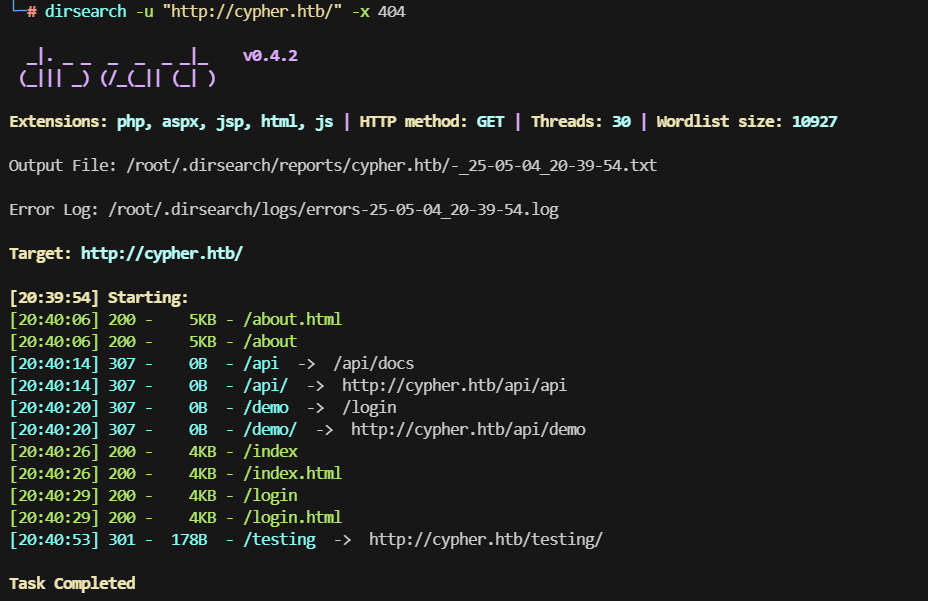 └─# dirsearch -u "http://cypher.htb/" -x 404
  _|. _ _  _  _  _ _|_    v0.4.2
 (_||| _) (/_(_|| (_| )
Extensions: php, aspx, jsp, html, js | HTTP method: GET | Threads: 30 | Wordlist size: 10927
Output File: /root/.dirsearch/reports/cypher.htb/-_25-05-04_20-39-54.txt
Error Log: /root/.dirsearch/logs/errors-25-05-04_20-39-54.log
Target: http://cypher.htb/
[20:39:54] Starting:
[20:40:06] 200 -    5KB - /about.html
[20:40:06] 200 -    5KB - /about
[20:40:14] 307 -    0B  - /api  ->  /api/docs
[20:40:14] 307 -    0B  - /api/  ->  http://cypher.htb/api/api
[20:40:20] 307 -    0B  - /demo  ->  /login
[20:40:20] 307 -    0B  - /demo/  ->  http://cypher.htb/api/demo
[20:40:26] 200 -    4KB - /index
[20:40:26] 200 -    4KB - /index.html
[20:40:29] 200 -    4KB - /login
[20:40:29] 200 -    4KB - /login.html
[20:40:53] 301 -  178B  - /testing  ->  http://cypher.htb/testing/
Task Completed